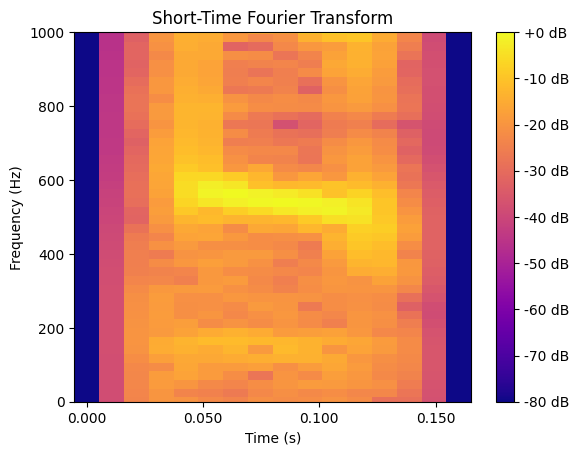 Short-Time Fourier Transform
1000
800
600
400
200
0
Frequency (Hz)
0.000
0.050
0.100
0.150
Time (s)
+0 dB
-10 dB
-20 dB
-30 dB
-40 dB
-50 dB
-60 dB
-70 dB
-80 dB